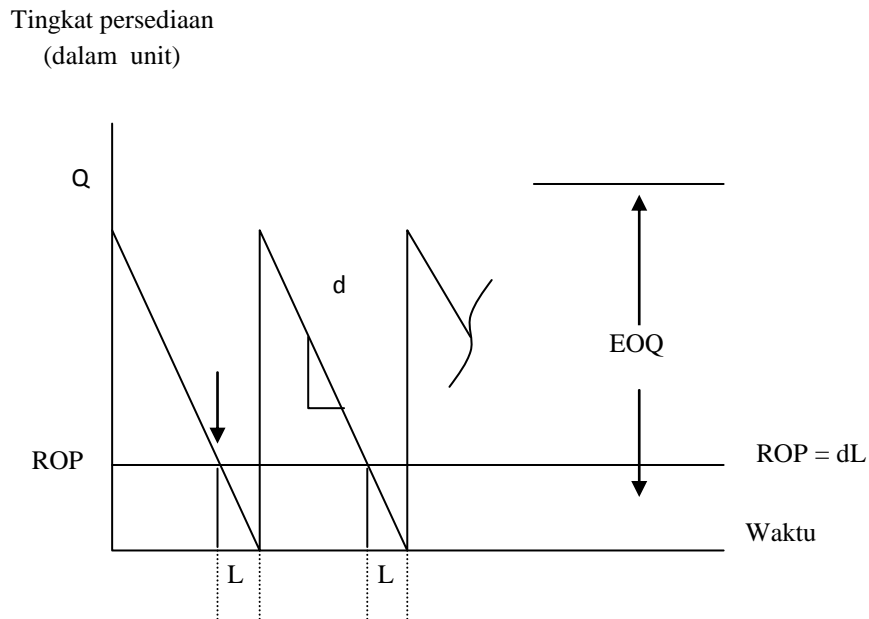 Tingkat persediaan
(dalam unit)
Q
d
EOQ
ROP
ROP = dL
Waktu
L
L